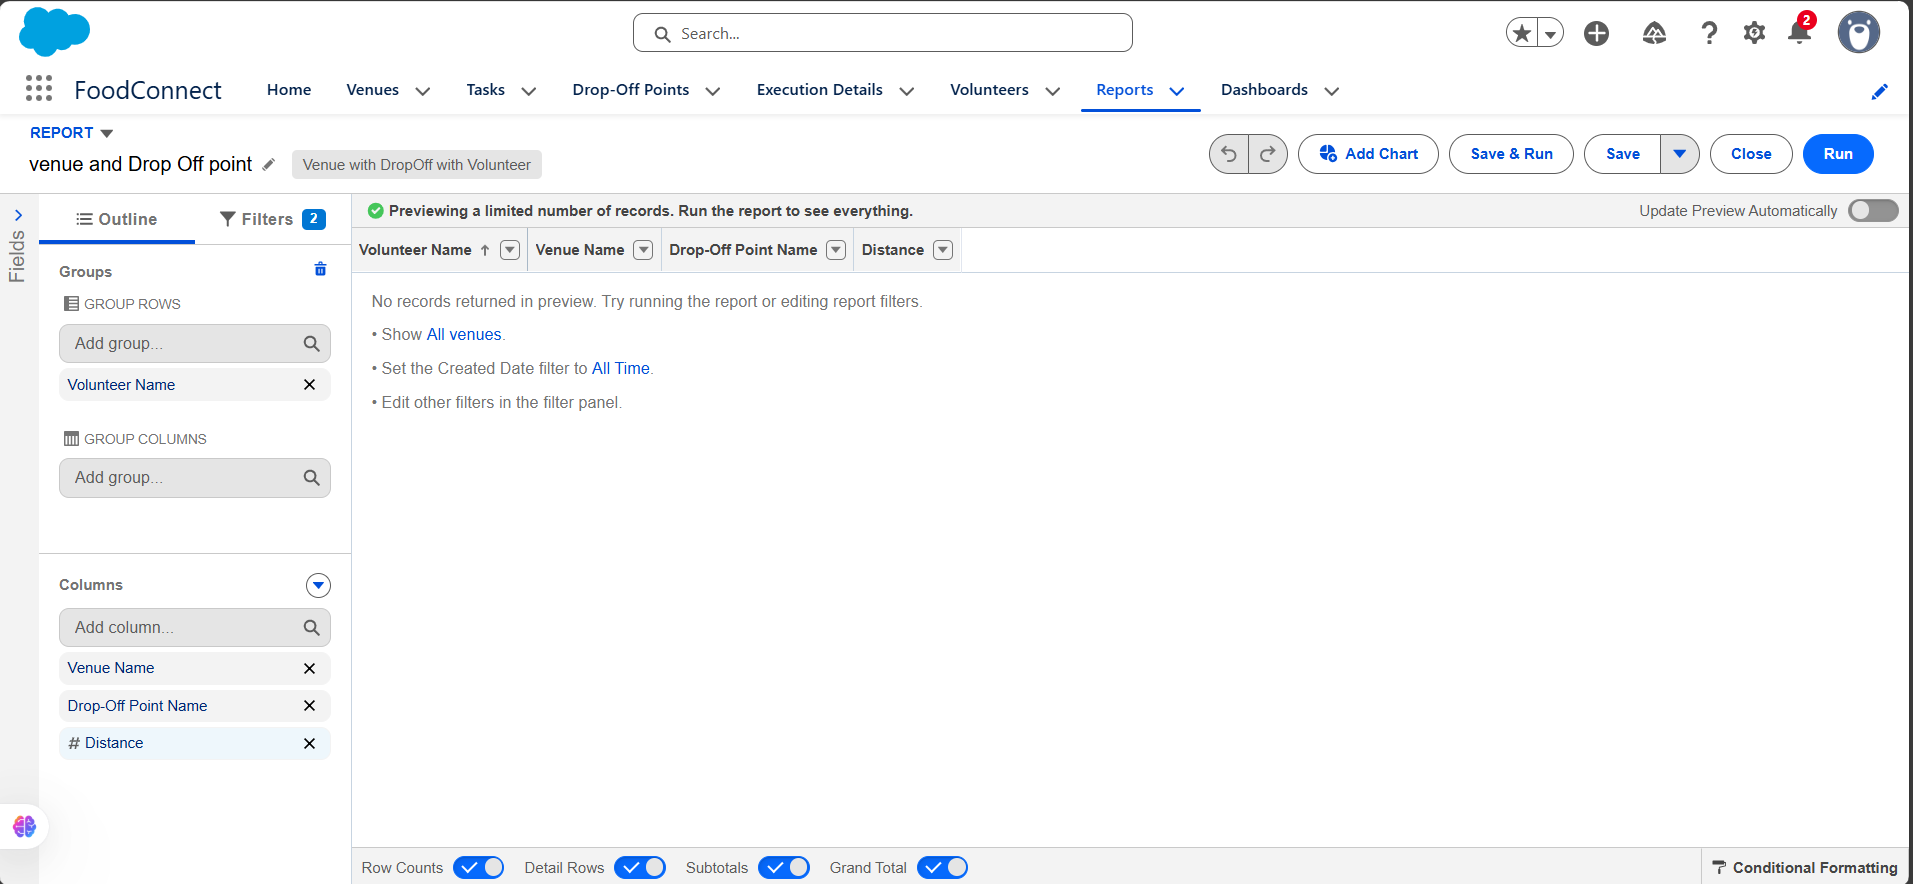 Search...
2
FoodConnect
Home
Venues
Tasks
Drop-Off Points
Execution Details
Volunteers
Reports
Dashboards
REPORT
venue and Drop Off point
Venue with DropOff with Volunteer
Add Chart
Save & Run
Save
Close
Run
Fields
Outline
Filters 2
Previewing a limited number of records. Run the report to see everything.
Update Preview Automatically
Groups
GROUP ROWS
Add group...
Volunteer Name
GROUP COLUMNS
Add group...
Columns
Add column...
Venue Name
Drop-Off Point Name
# Distance
Volunteer Name ↑
Venue Name
Drop-Off Point Name
Distance
No records returned in preview. Try running the report or editing report filters.
• Show All venues.
• Set the Created Date filter to All Time.
• Edit other filters in the filter panel.
Row Counts
Detail Rows
Subtotals
Grand Total
Conditional Formatting